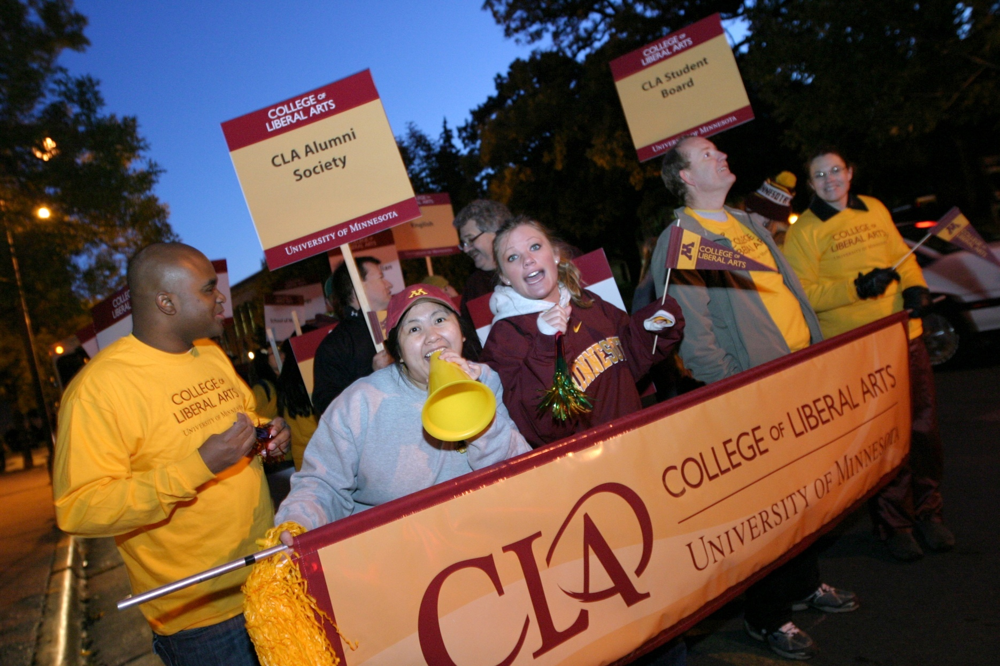 COLLEGE OF
LIBERAL ARTS
CLA Student
Board
UNIVERSITY OF MINNESOTA
COLLEGE OF
LIBERAL ARTS
CLA Alumni
Society
UNIVERSITY OF MINNESOTA
English
MINNESOTA
COLLEGE OF
LIBERAL ARTS
UNIVERSITY OF MINNESOTA
M
COLLEGE OF
LIBERAL ARTS
M
M
School of
COLLEGE
LIBERAL
COLLEGE OF
LIBERAL ARTS
UNIVERSITY OF MINNESOTA
MINNESOTA
CLA
COLLEGE OF LIBERAL ARTS
UNIVERSITY OF MINNESOTA